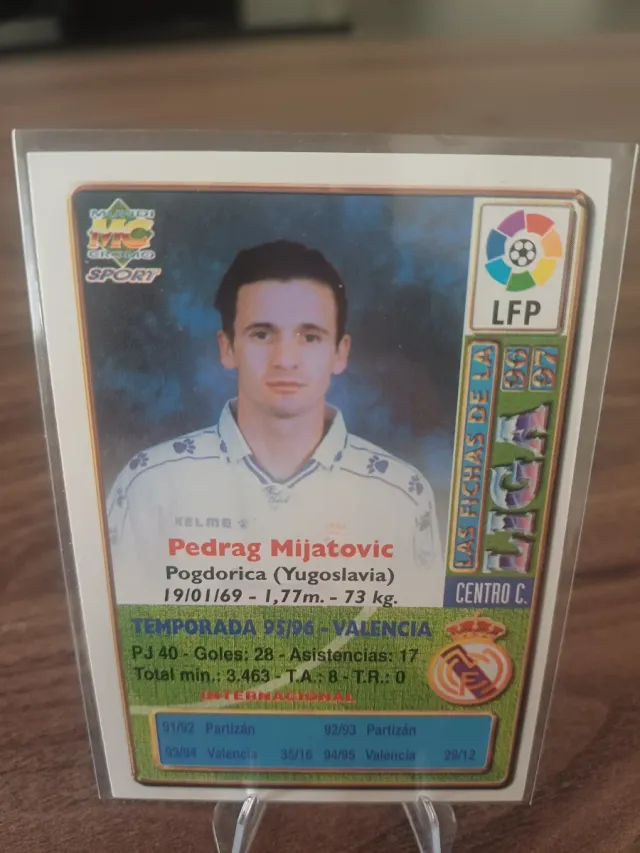 MUNDI
MC
CROMO
SPORT
LFP
LAS FICHAS DE LA
LIGA
96
97
KELME
Pedrag Mijatovic
Pogdorica (Yugoslavia)
19/01/69 - 1,77m. - 73 kg.
CENTRO C.
TEMPORADA 95/96 - VALENCIA
PJ 40 - Goles: 28 - Asistencias: 17
Total min.: 3.463 - T.A.: 8 - T.R.: 0
INTERNACIONAL
91/92 Partizán 92/93 Partizán
93/94 Valencia 35/16 94/95 Valencia 29/12